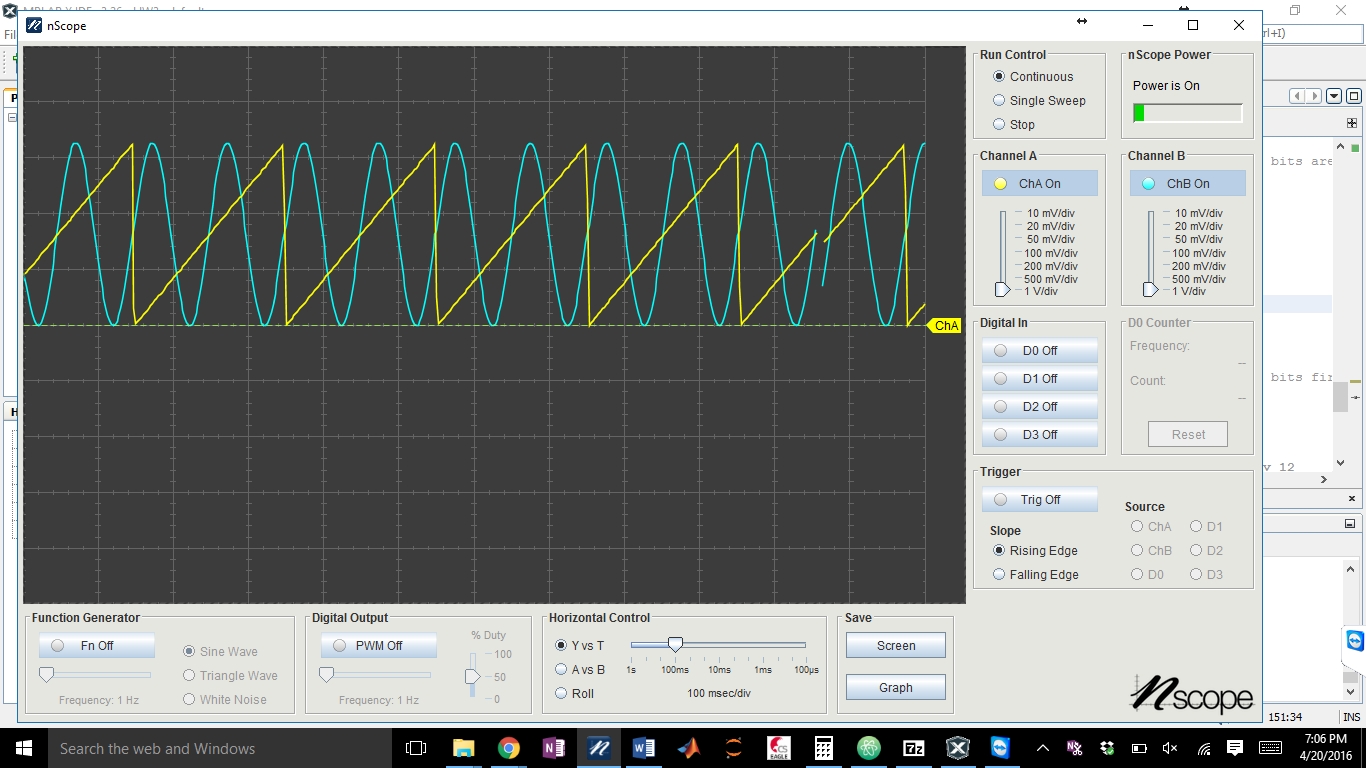 nScope
Fil
rl+I)
P
H
bits are
bits fir
v 12
Run Control
Continuous
Single Sweep
Stop
nScope Power
Power is On
Channel A
ChA On
10 mV/div
20 mV/div
50 mV/div
100 mV/div
200 mV/div
500 mV/div
1 V/div
Channel B
ChB On
10 mV/div
20 mV/div
50 mV/div
100 mV/div
200 mV/div
500 mV/div
1 V/div
ChA
Digital In
D0 Off
D1 Off
D2 Off
D3 Off
D0 Counter
Frequency:
--
Count:
--
Reset
Trigger
Trig Off
Slope
Rising Edge
Falling Edge
Source
ChA
D1
ChB
D2
D0
D3
Function Generator
Fn Off
Sine Wave
Triangle Wave
White Noise
Frequency: 1 Hz
Digital Output
PWM Off
% Duty
100
50
0
Frequency: 1 Hz
Horizontal Control
Y vs T
A vs B
Roll
1s 100ms 10ms 1ms 100µs
100 msec/div
Save
Screen
Graph
nscope
151:34
INS
Search the web and Windows
7:06 PM
4/20/2016